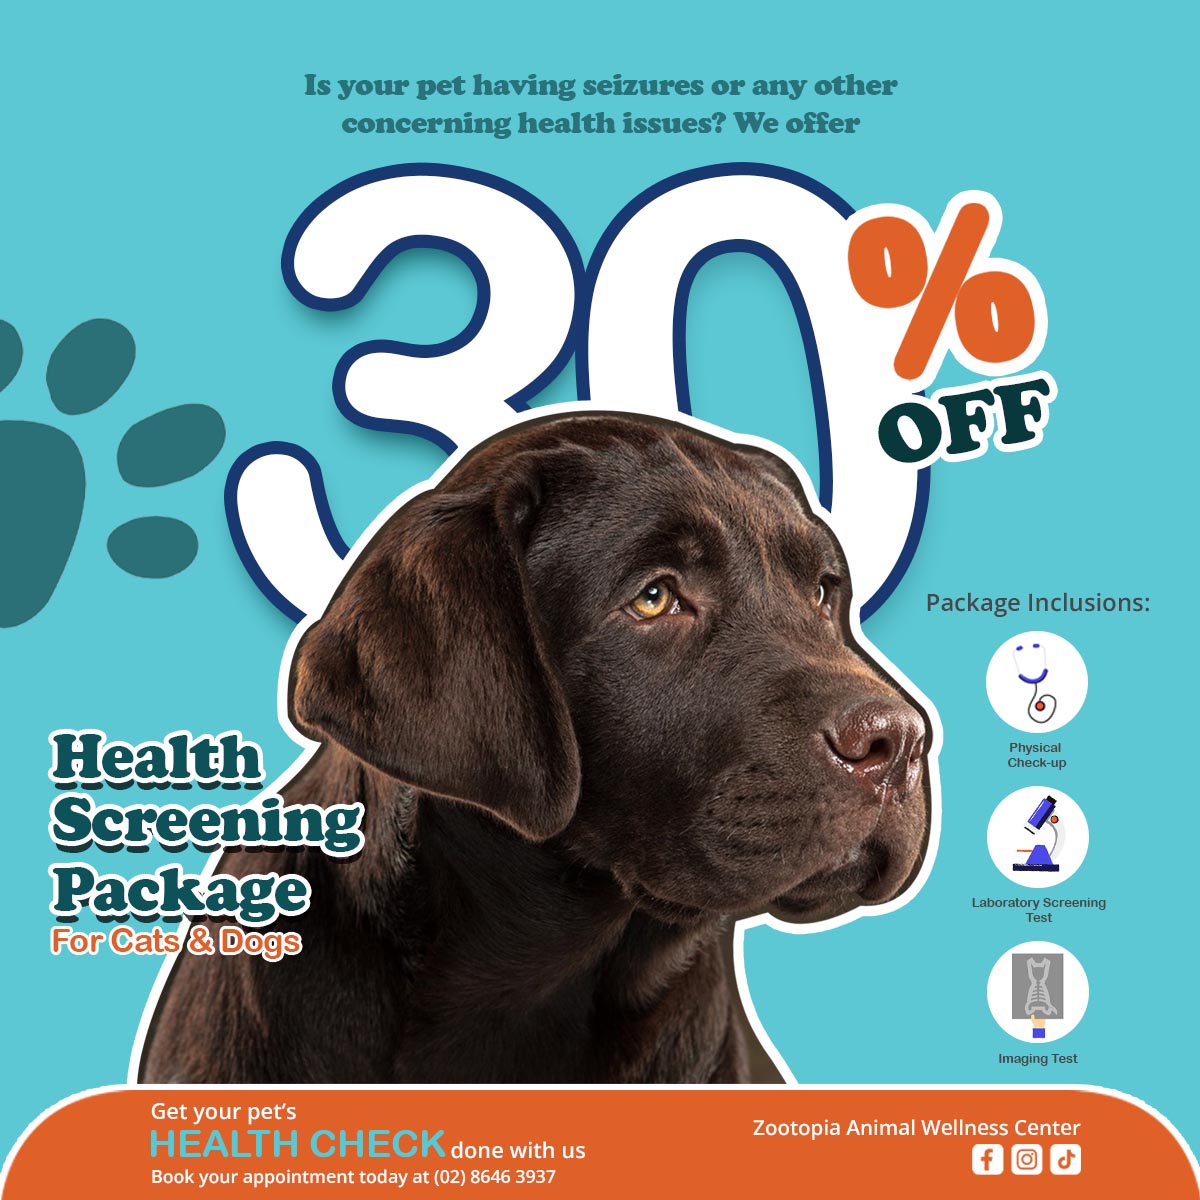 Is your pet having seizures or any other
concerning health issues? We offer
30%
OFF
Package Inclusions:
Physical
Check-up
Laboratory Screening
Test
Imaging Test
Health
Screening
Package
For Cats & Dogs
Get your pet's
HEALTH CHECK done with us
Book your appointment today at (02) 8646 3937
Zootopia Animal Wellness Center